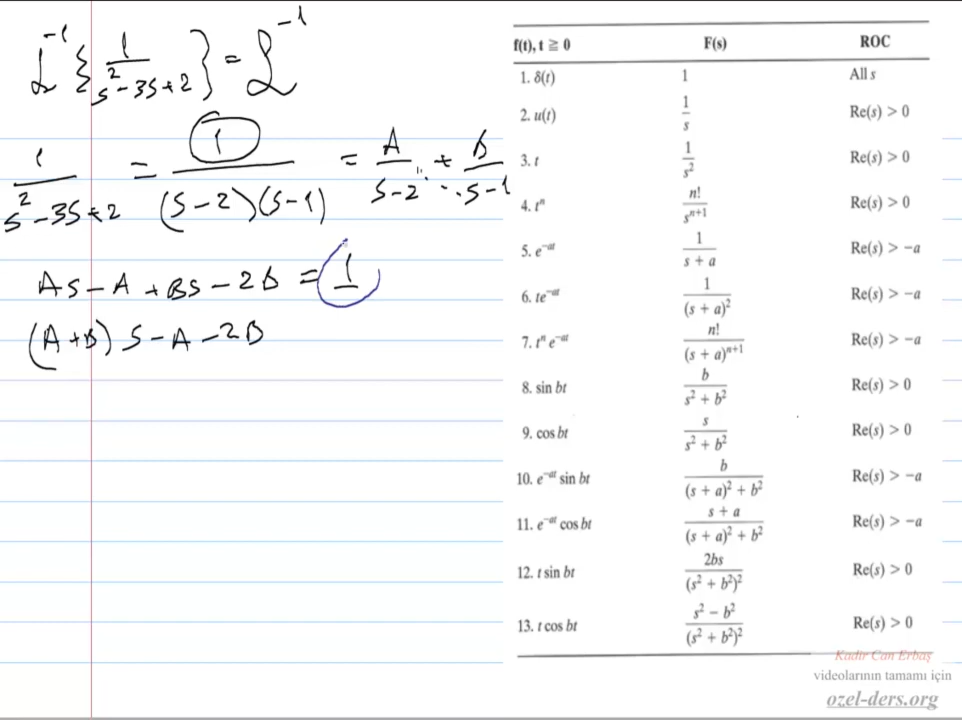 ℒ⁻¹{1/(s²-3s+2)} = ℒ⁻¹
1/(s²-3s+2) = 1/((s-2)(s-1)) = A/(s-2) + B/(s-1)
As-A+Bs-2B = 1
(A+B)s-A-2B
f(t), t ≧ 0 F(s) ROC
1. δ(t) 1 All s
2. u(t) 1/s Re(s) > 0
3. t 1/s² Re(s) > 0
4. tⁿ n!/sⁿ⁺¹ Re(s) > 0
5. e⁻ᵃᵗ 1/(s + a) Re(s) > −a
6. te⁻ᵃᵗ 1/(s + a)² Re(s) > −a
7. tⁿe⁻ᵃᵗ n!/(s + a)ⁿ⁺¹ Re(s) > −a
8. sin bt b/(s² + b²) Re(s) > 0
9. cos bt s/(s² + b²) Re(s) > 0
10. e⁻ᵃᵗ sin bt b/((s + a)² + b²) Re(s) > −a
11. e⁻ᵃᵗ cos bt (s + a)/((s + a)² + b²) Re(s) > −a
12. t sin bt 2bs/(s² + b²)² Re(s) > 0
13. t cos bt (s² − b²)/(s² + b²)² Re(s) > 0
Kadir Can Erbaş
videolarının tamamı için
ozel-ders.org